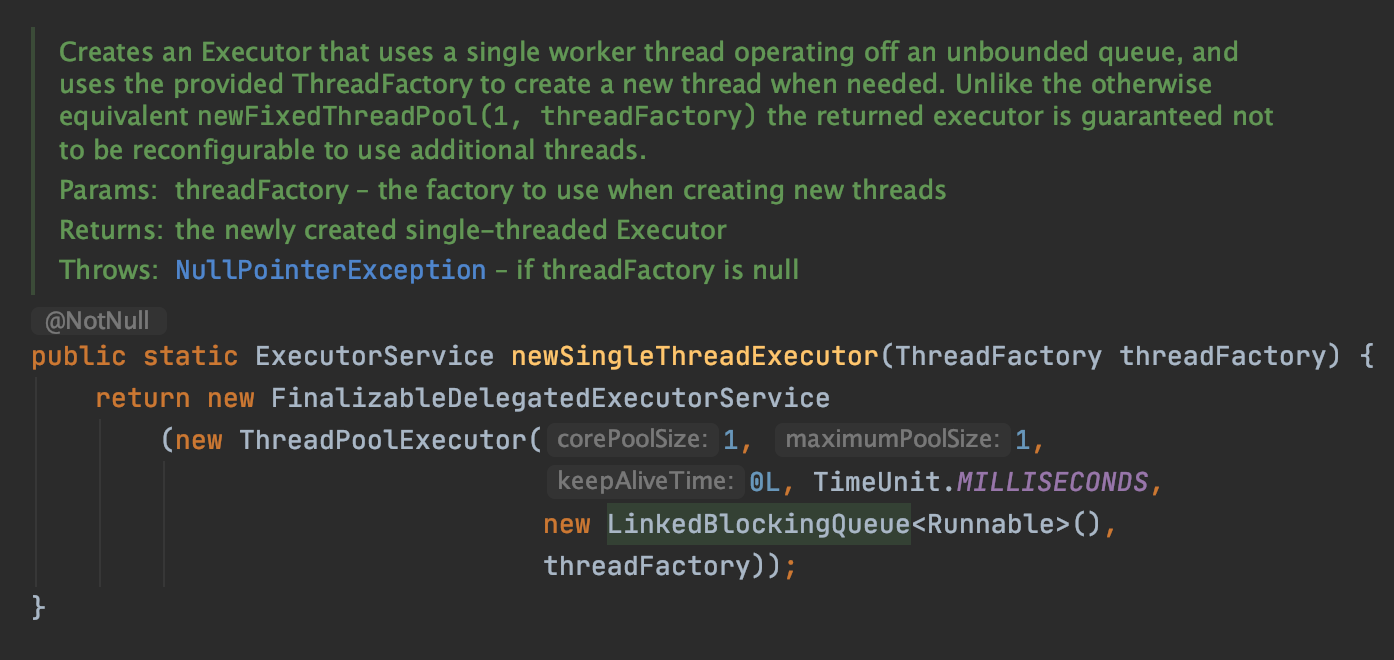 Creates an Executor that uses a single worker thread operating off an unbounded queue, and
uses the provided ThreadFactory to create a new thread when needed. Unlike the otherwise
equivalent newFixedThreadPool(1, threadFactory) the returned executor is guaranteed not
to be reconfigurable to use additional threads.
Params: threadFactory – the factory to use when creating new threads
Returns: the newly created single-threaded Executor
Throws: NullPointerException – if threadFactory is null
@NotNull
public static ExecutorService newSingleThreadExecutor(ThreadFactory threadFactory) {
return new FinalizableDelegatedExecutorService
(new ThreadPoolExecutor( corePoolSize: 1, maximumPoolSize: 1,
keepAliveTime: 0L, TimeUnit.MILLISECONDS,
new LinkedBlockingQueue<Runnable>(),
threadFactory));
}